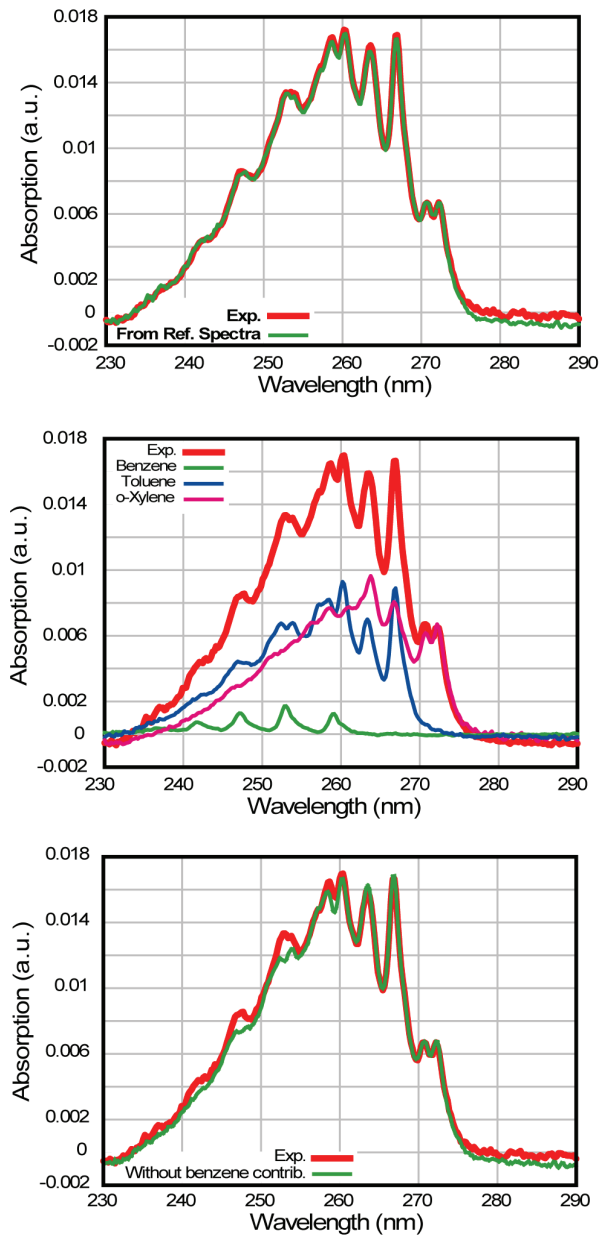 0.018
0.014
0.01
0.006
0.002
0
-0.002
Absorption (a.u.)
Exp.
From Ref. Spectra
230 240 250 260 270 280 290
Wavelength (nm)
0.018
0.014
0.01
0.006
0.002
0
-0.002
Absorption (a.u.)
Exp.
Benzene
Toluene
o-Xylene
230 240 250 260 270 280 290
Wavelength (nm)
0.018
0.014
0.01
0.006
0.002
0
-0.002
Absorption (a.u.)
Exp.
Without benzene contrib.
230 240 250 260 270 280 290
Wavelength (nm)